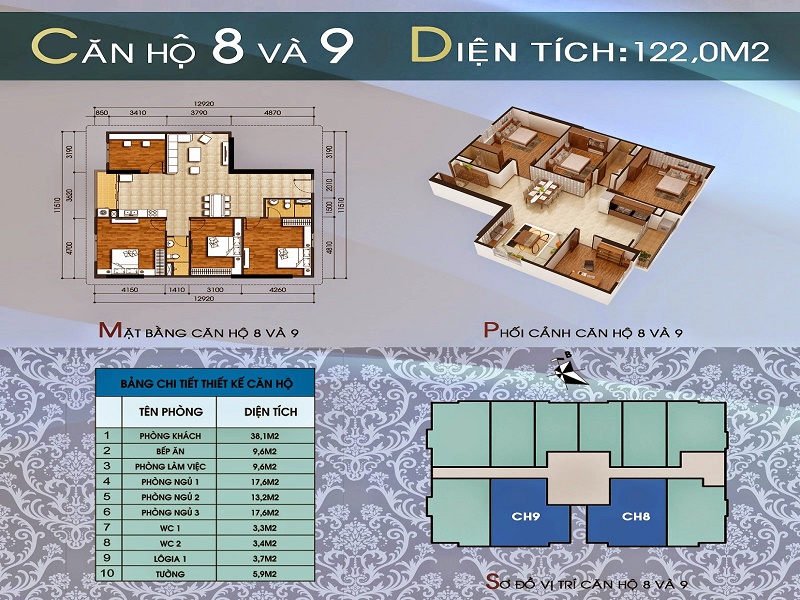 CĂN HỘ 8 VÀ 9 DIỆN TÍCH: 122,0M2
12920
850 3410 3790 4870
3190
3620
4700
11510
3190
2010
1500
4810
11510
4150 1410 3100 4260
12920
MẶT BẰNG CĂN HỘ 8 VÀ 9
PHỐI CẢNH CĂN HỘ 8 VÀ 9
BẢNG CHI TIẾT THIẾT KẾ CĂN HỘ
TÊN PHÒNG DIỆN TÍCH
1 PHÒNG KHÁCH 38,1M2
2 BẾP ĂN 9,6M2
3 PHÒNG LÀM VIỆC 9,6M2
4 PHÒNG NGỦ 1 17,6M2
5 PHÒNG NGỦ 2 13,2M2
6 PHÒNG NGỦ 3 17,6M2
7 WC 1 3,3M2
8 WC 2 3,4M2
9 LÔGIA 1 3,7M2
10 TƯỜNG 5,9M2
B
CH9 CH8
SƠ ĐỒ VỊ TRÍ CĂN HỘ 8 VÀ 9